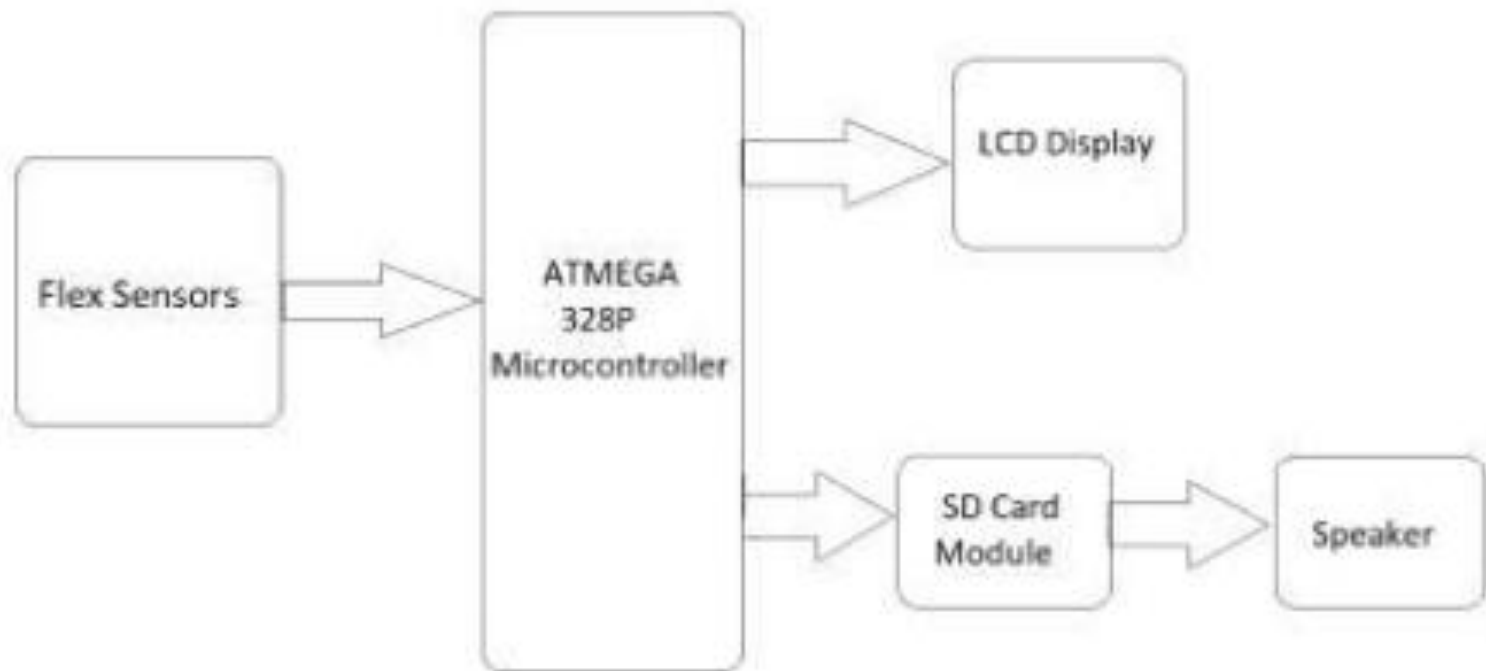 Flex Sensors
ATMEGA
328P
Microcontroller
LCD Display
SD Card
Module
Speaker